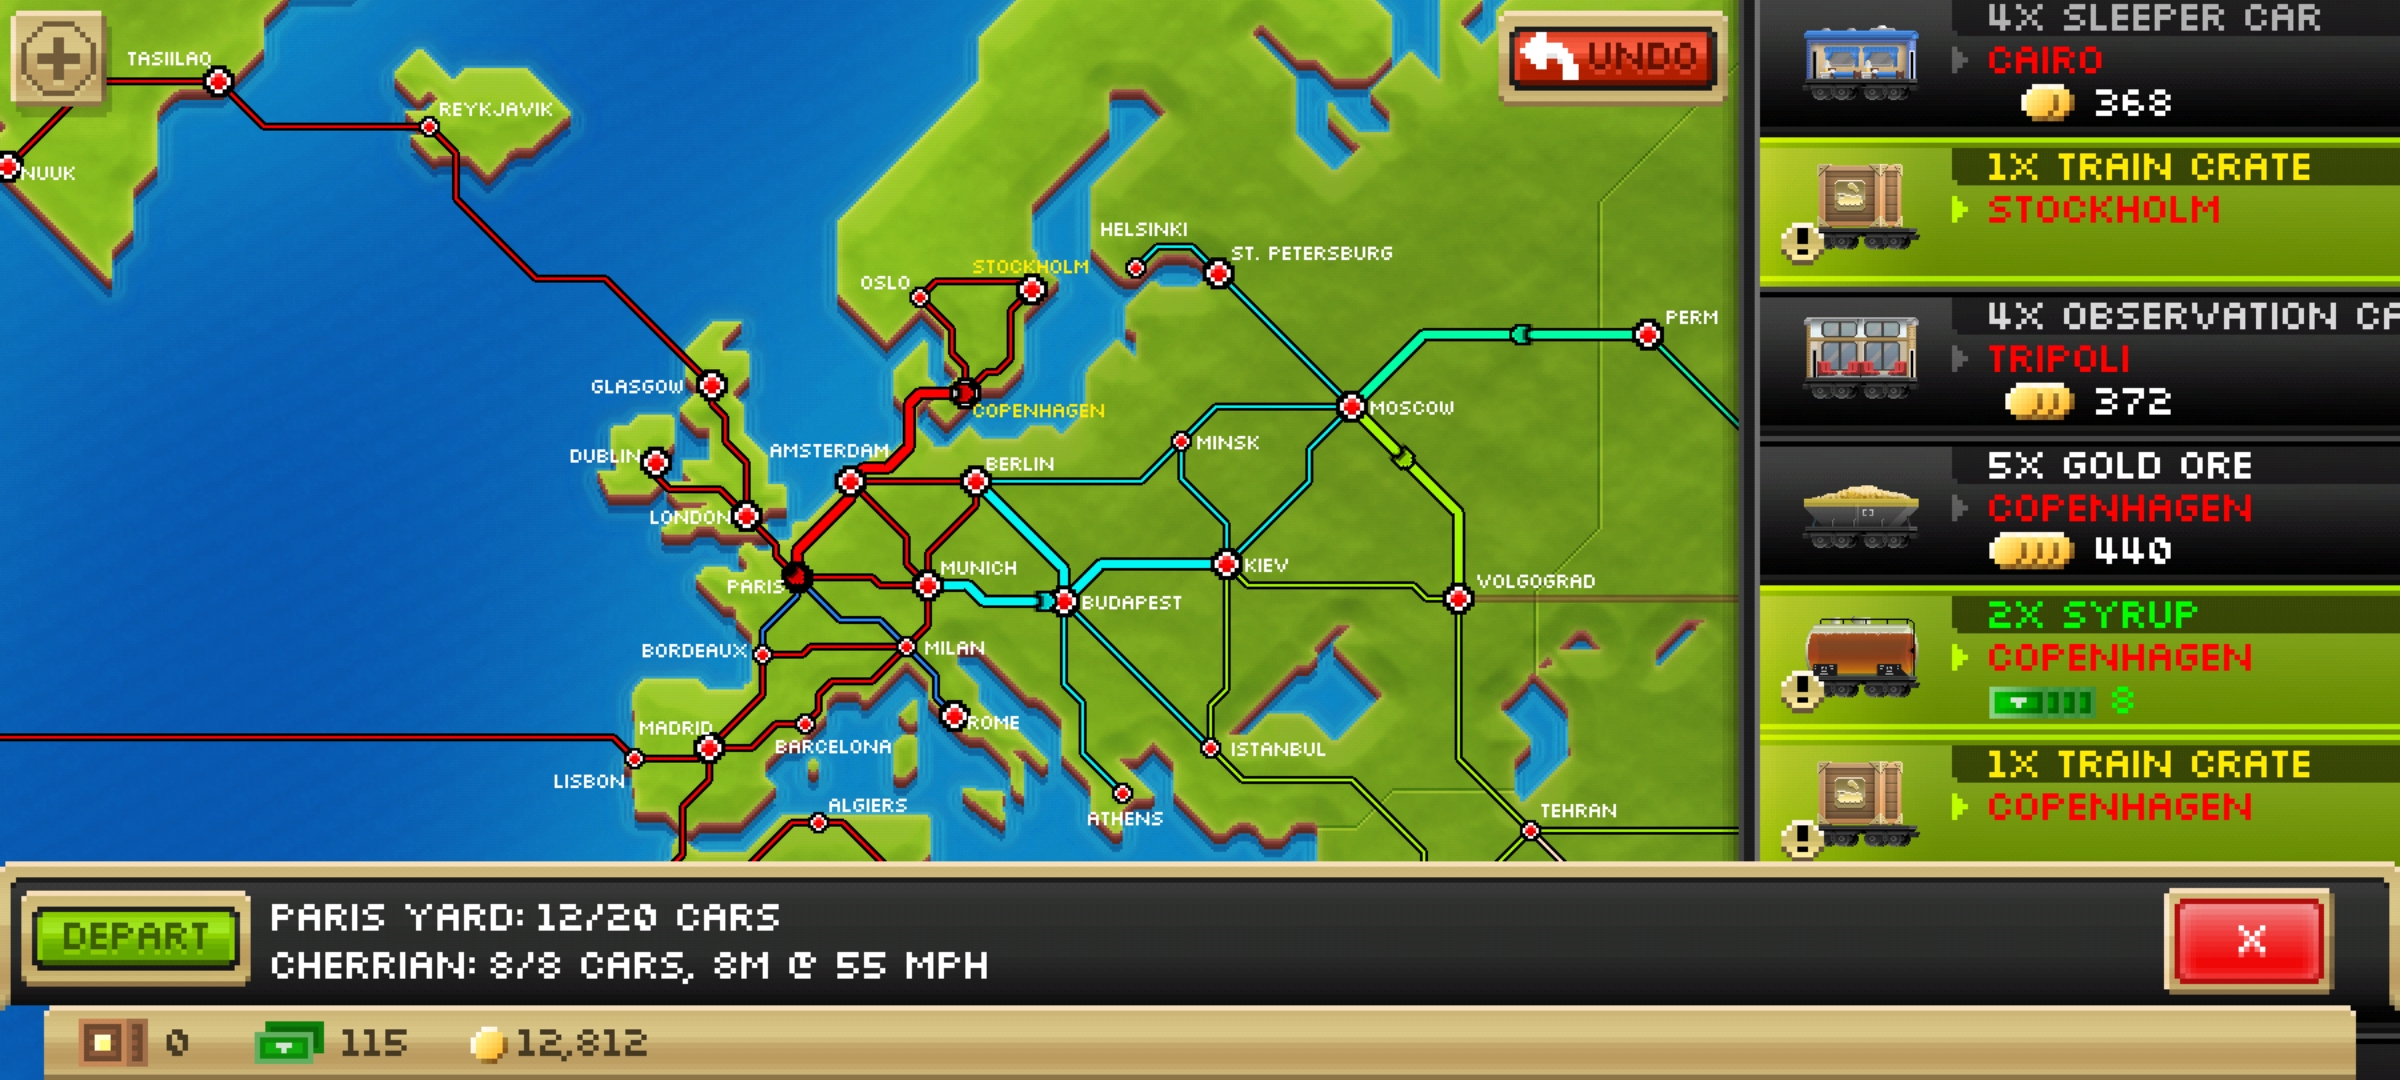 TASIILAQ
REYKJAVIK
NUUK
HELSINKI
ST. PETERSBURG
STOCKHOLM
OSLO
PERM
GLASGOW
COPENHAGEN
MOSCOW
DUBLIN
AMSTERDAM
BERLIN
MINSK
LONDON
PARIS
MUNICH
BUDAPEST
KIEV
VOLGOGRAD
BORDEAUX
MILAN
MADRID
ROME
BARCELONA
ISTANBUL
LISBON
ALGIERS
ATHENS
TEHRAN
UNDO
4X SLEEPER CAR
CAIRO
368
1X TRAIN CRATE
STOCKHOLM
4X OBSERVATION CA
TRIPOLI
372
5X GOLD ORE
COPENHAGEN
440
2X SYRUP
COPENHAGEN
8
1X TRAIN CRATE
COPENHAGEN
DEPART
PARIS YARD: 12/20 CARS
CHERRIAN: 8/8 CARS, 8M @ 55 MPH
X
0
115
12,812